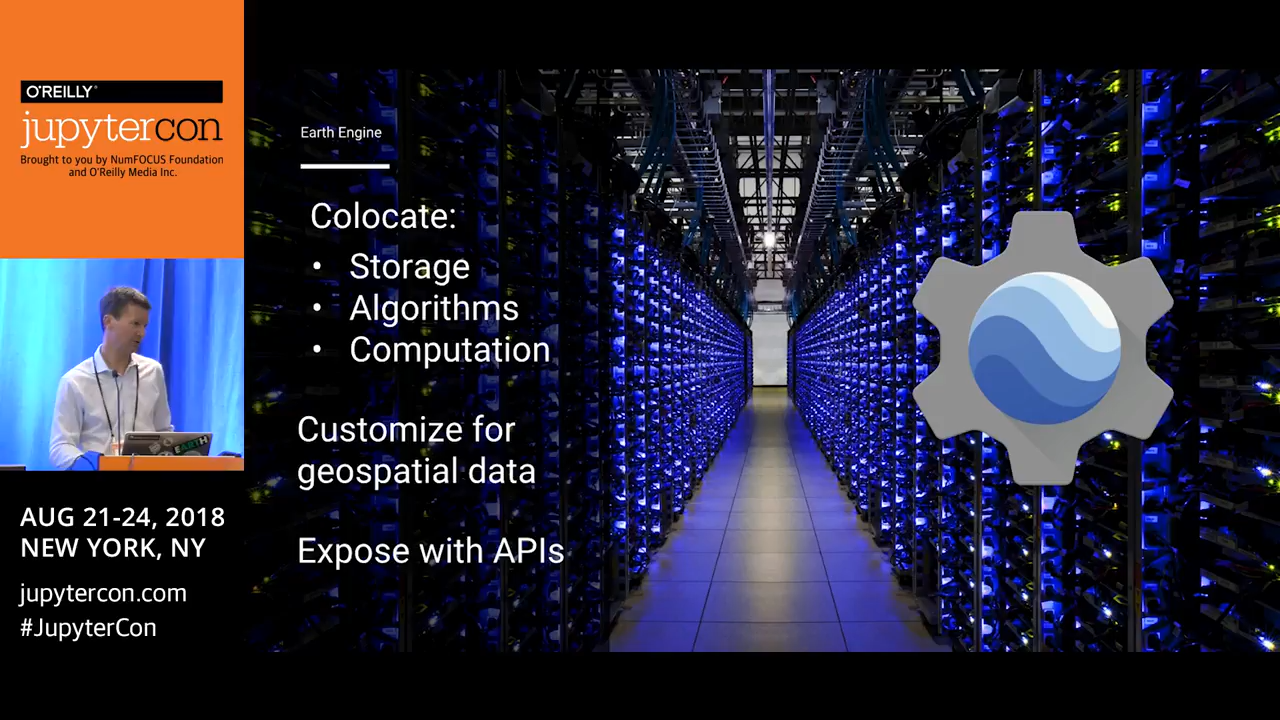 O'REILLY®
jupytercon
Brought to you by NumFOCUS Foundation
and O'Reilly Media Inc.
EARTH
AUG 21-24, 2018
NEW YORK, NY
jupytercon.com
#JupyterCon
Earth Engine
Colocate:
• Storage
• Algorithms
• Computation
Customize for
geospatial data
Expose with APIs